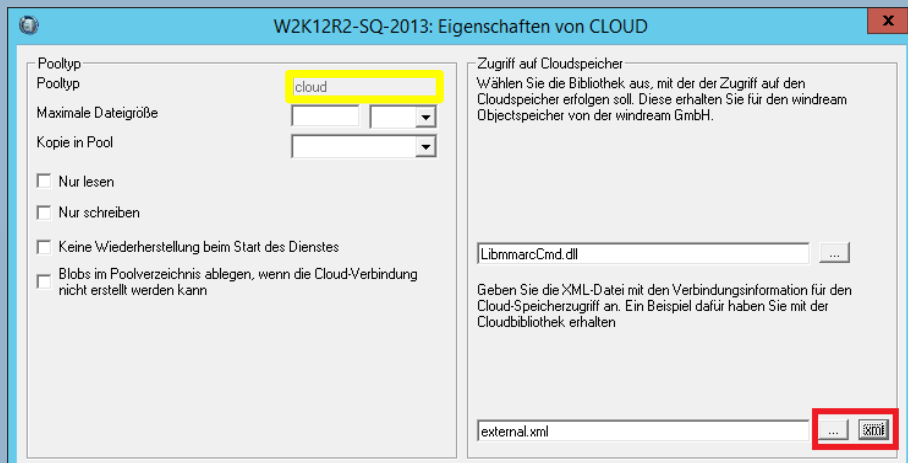 W2K12R2-SQ-2013: Eigenschaften von CLOUD
x
Pooltyp
Pooltyp
cloud
Maximale Dateigröße
Kopie in Pool
Nur lesen
Nur schreiben
Keine Wiederherstellung beim Start des Dienstes
Blobs im Poolverzeichnis ablegen, wenn die Cloud-Verbindung
nicht erstellt werden kann
Zugriff auf Cloudspeicher
Wählen Sie die Bibliothek aus, mit der der Zugriff auf den
Cloudspeicher erfolgen soll. Diese erhalten Sie für den windream
Objectspeicher von der windream GmbH.
LibmmarcCmd.dll
...
Geben Sie die XML-Datei mit den Verbindungsinformation für den
Cloud-Speicherzugriff an. Ein Beispiel dafür haben Sie mit der
Cloudbibliothek erhalten
external.xml
...
xml